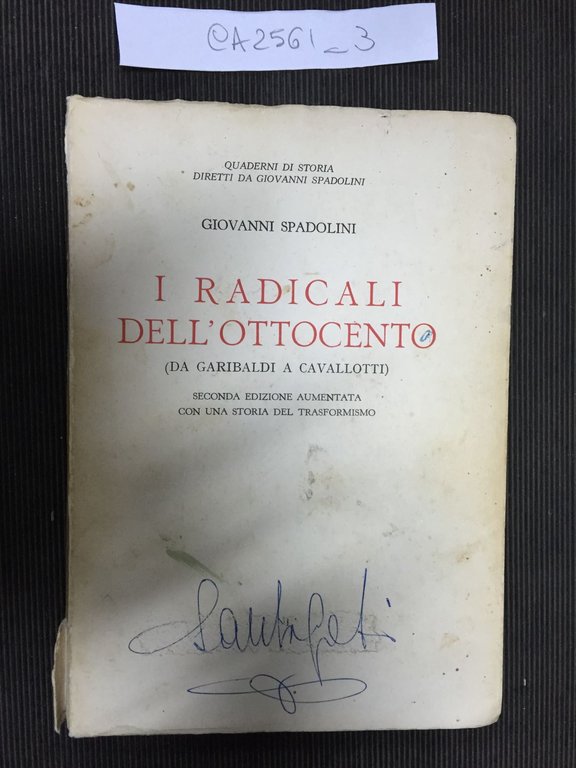 CA2561_3
QUADERNI DI STORIA
DIRETTI DA GIOVANNI SPADOLINI
GIOVANNI SPADOLINI
I RADICALI
DELL'OTTOCENTO
(DA GARIBALDI A CAVALLOTTI)
SECONDA EDIZIONE AUMENTATA
CON UNA STORIA DEL TRASFORMISMO